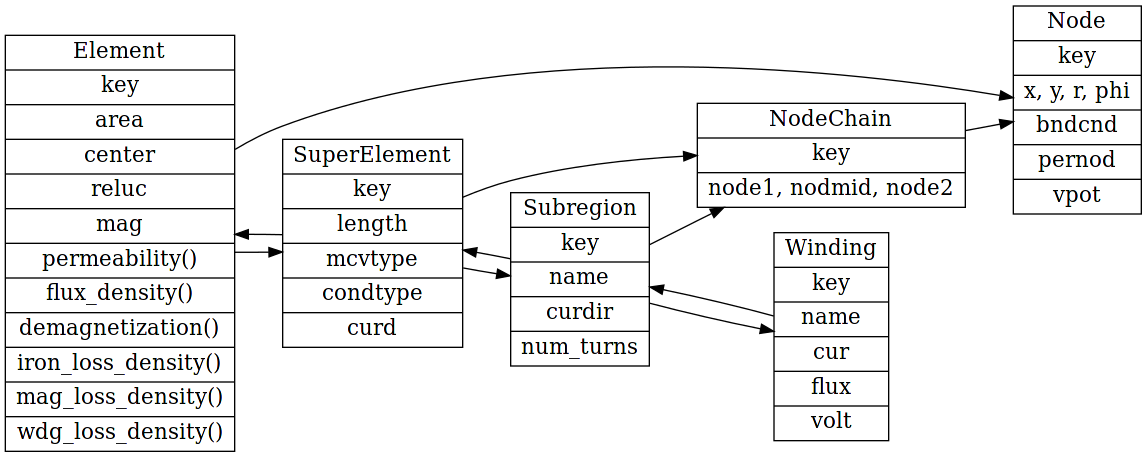 Element
key
area
center
reluc
mag
permeability()
flux_density()
demagnetization()
iron_loss_density()
mag_loss_density()
wdg_loss_density()
SuperElement
key
length
mcvtype
condtype
curd
Subregion
key
name
curdir
num_turns
NodeChain
key
node1, nodmid, node2
Winding
key
name
cur
flux
volt
Node
key
x, y, r, phi
bndcnd
pernod
vpot